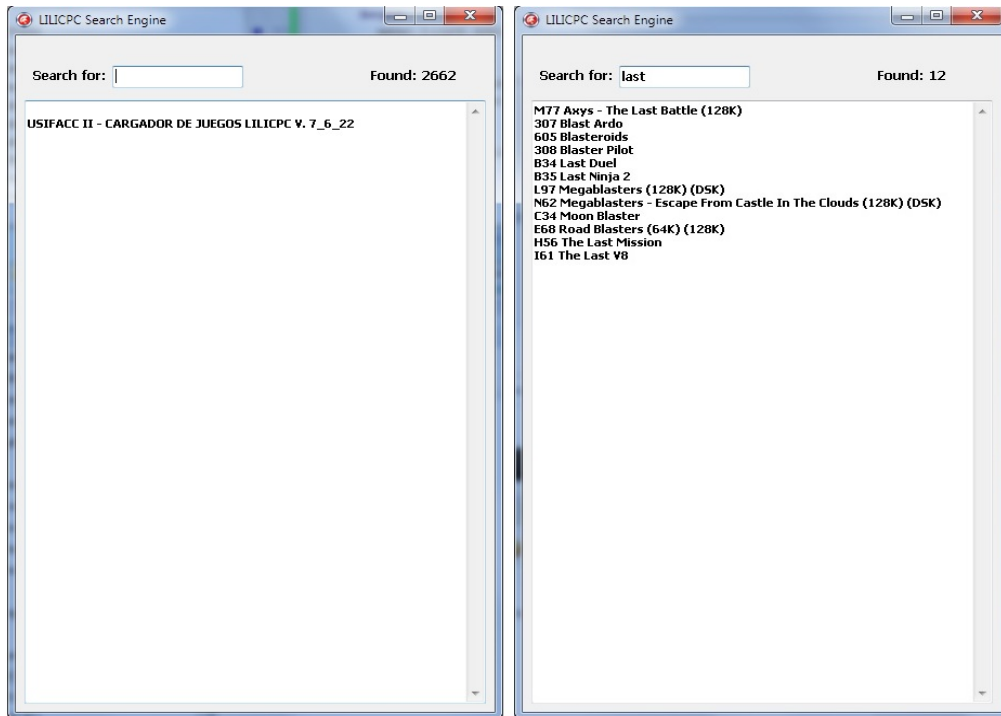 LILICPC Search Engine
Search for:
Found: 2662
USIFACC II - CARGADOR DE JUEGOS LILICPC V. 7_6_22
LILICPC Search Engine
Search for: last
Found: 12
M77 Axys - The Last Battle (128K)
307 Blast Ardo
605 Blasteroids
308 Blaster Pilot
B34 Last Duel
B35 Last Ninja 2
L97 Megablasters (128K) (DSK)
N62 Megablasters - Escape From Castle In The Clouds (128K) (DSK)
C34 Moon Blaster
E68 Road Blasters (64K) (128K)
H56 The Last Mission
I61 The Last V8